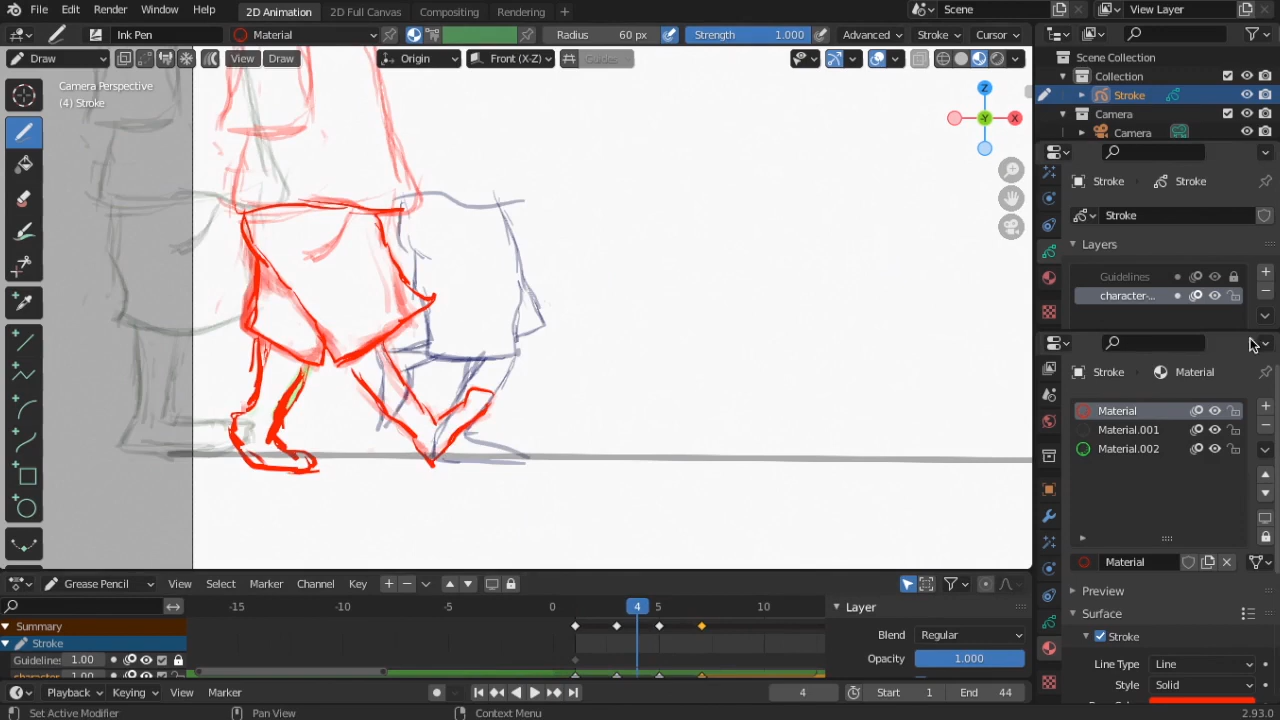 File Edit Render Window Help 2D Animation 2D Full Canvas Compositing Rendering Scene View Layer
Ink Pen Material Radius 60 px Strength 1.000 Advanced Stroke Cursor
Draw View Draw Origin Front (X-Z) Guides
Camera Perspective
(4) Stroke
Z
-Y X
Scene Collection
Collection
Stroke
Camera
Camera
Stroke Stroke
Stroke
Layers
Guidelines
character-...
Stroke Material
Material
Material.001
Material.002
Material
Preview
Surface
Stroke
Line Type Line
Style Solid
Grease Pencil View Select Marker Channel Key
-15 -10 -5 0 4 5 10
Summary
Stroke
Guideline 1.00
character 1.00
Layer
Blend Regular
Opacity 1.000
Playback Keying View Marker 4 Start 1 End 44
Set Active Modifier Pan View Context Menu 2.93.0